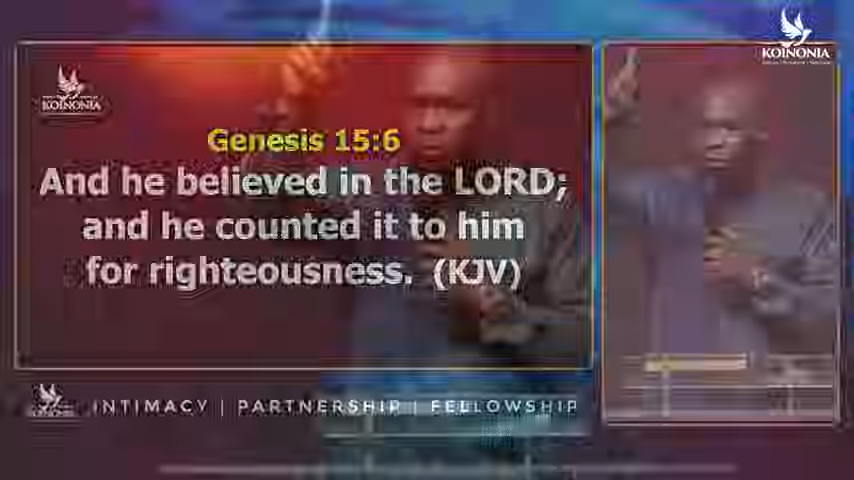 KOINONIA
KOINONIA
Genesis 15:6
And he believed in the LORD;
and he counted it to him
for righteousness. (KJV)
INTIMACY | PARTNERSHIP | FELLOWSHIP